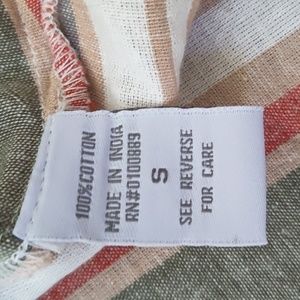 100%COTTON
MADE IN INDIA
RN#0100889
S
SEE REVERSE
FOR CARE